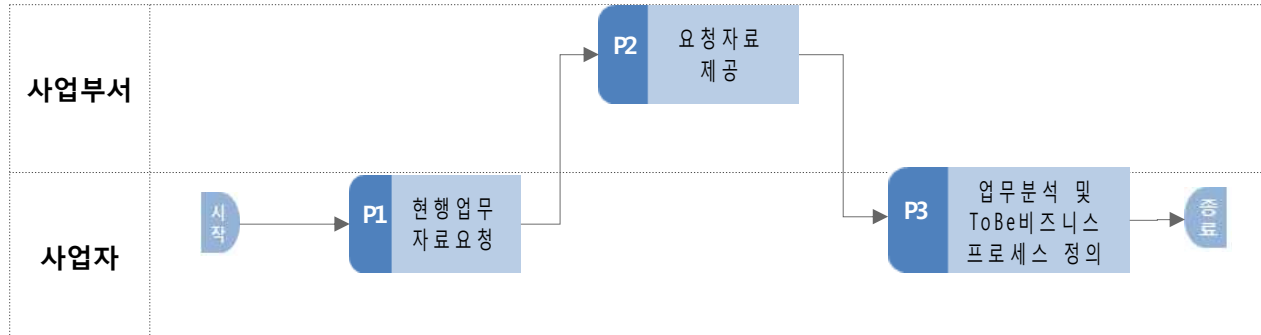 사업부서
P2
요청자료
제공
사업자
시
작
P1
현행업무
자료요청
P3
업무분석 및
ToBe비즈니스
프로세스 정의
종
료